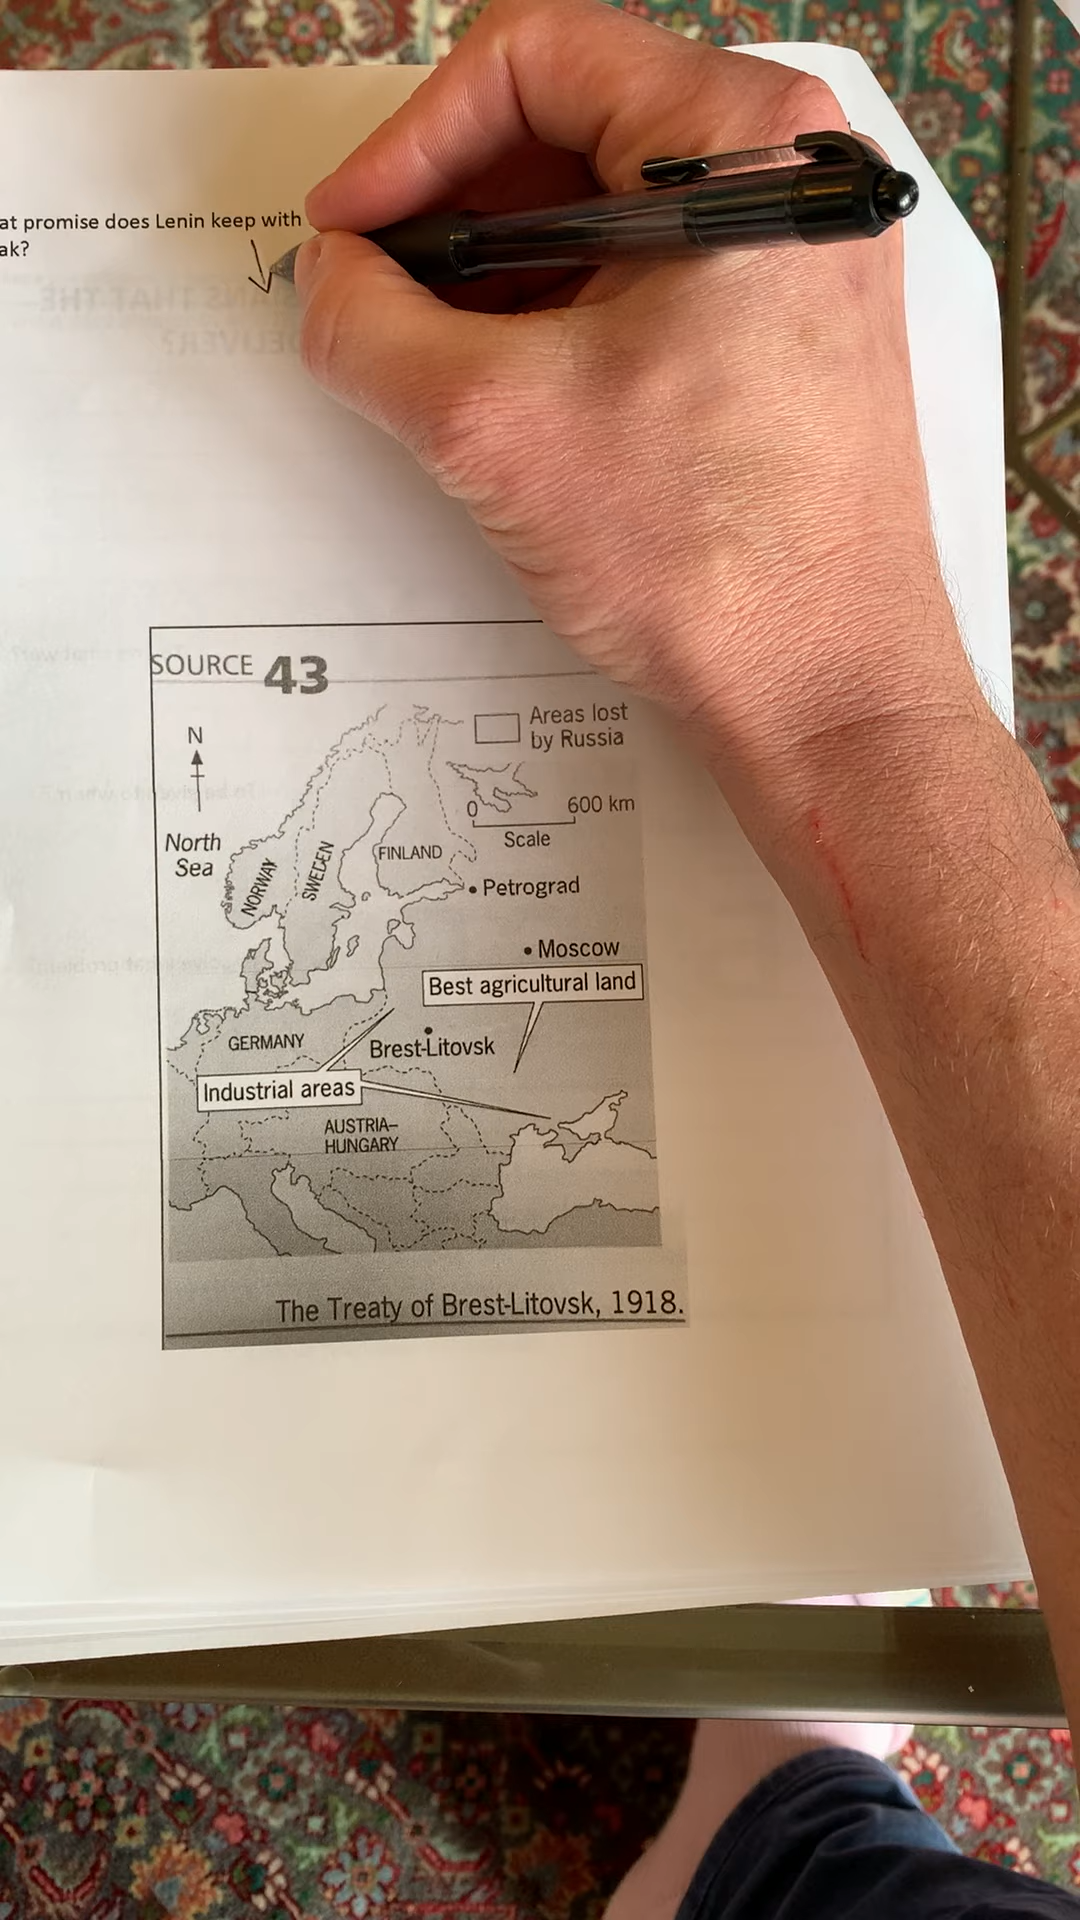 at promise does Lenin keep with
ak?
SOURCE 43
Areas lost
by Russia
N
0 600 km
Scale
North
Sea
NORWAY
SWEDEN
FINLAND
Petrograd
Moscow
Best agricultural land
GERMANY
Brest-Litovsk
Industrial areas
AUSTRIA–
HUNGARY
The Treaty of Brest-Litovsk, 1918.